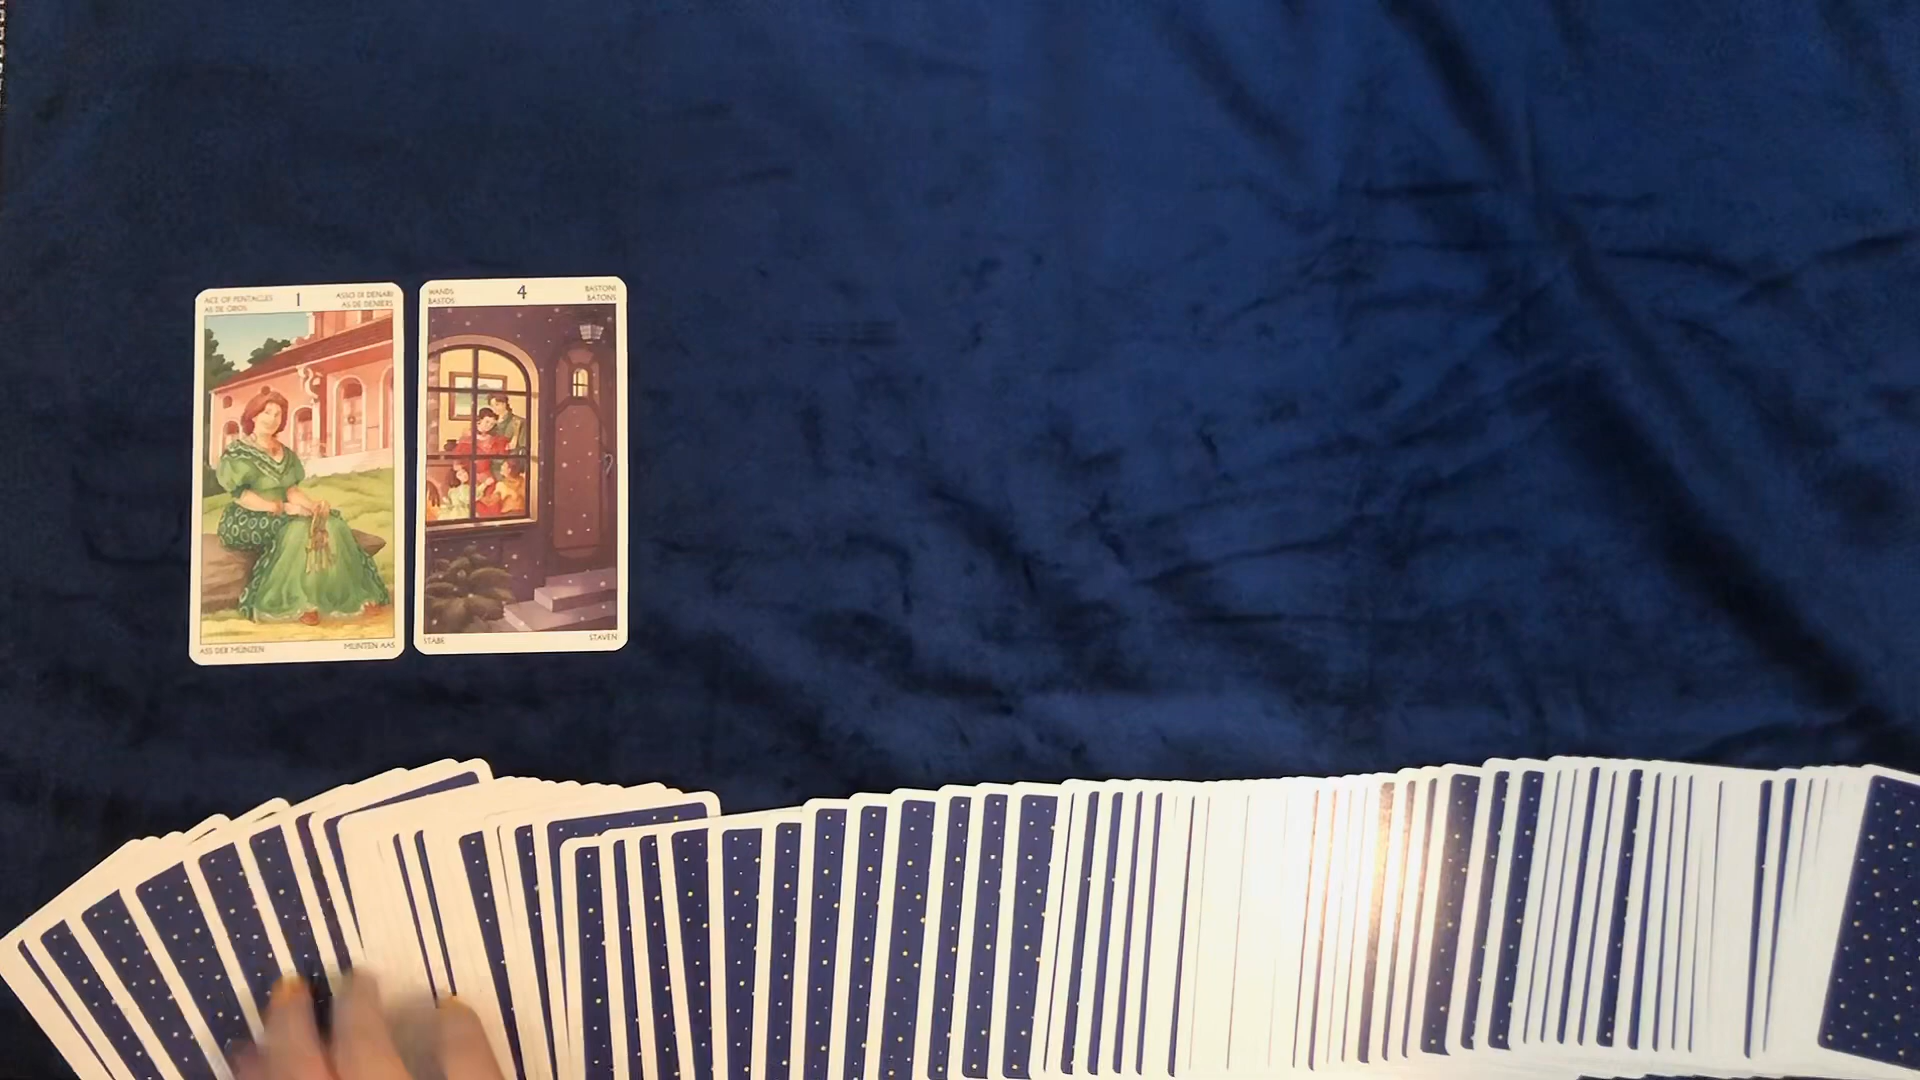 ACE OF PENTACLES
AS DE OROS
1
ASSO DI DENARI
AS DE DENIERS
ASS DER MÜNZEN
MUNTEN AAS
WANDS
BASTOS
4
BASTONI
BÂTONS
STÄBE
STAVEN